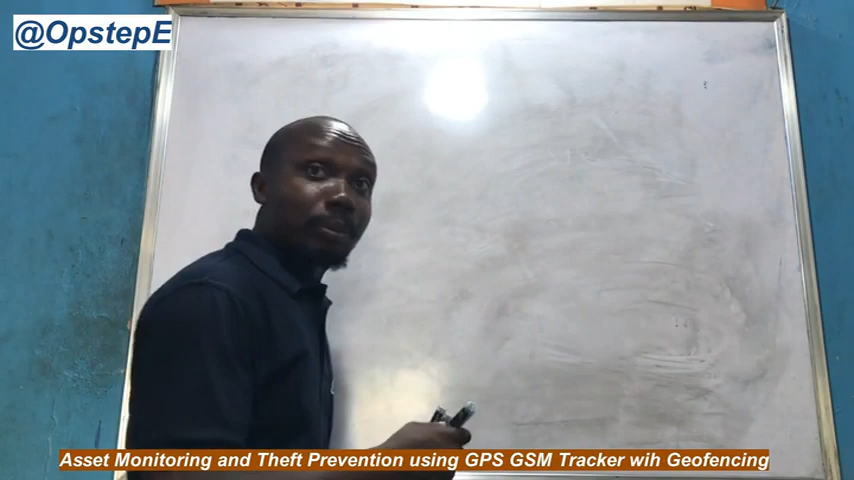 @OpstepE
Asset Monitoring and Theft Prevention using GPS GSM Tracker wih Geofencing